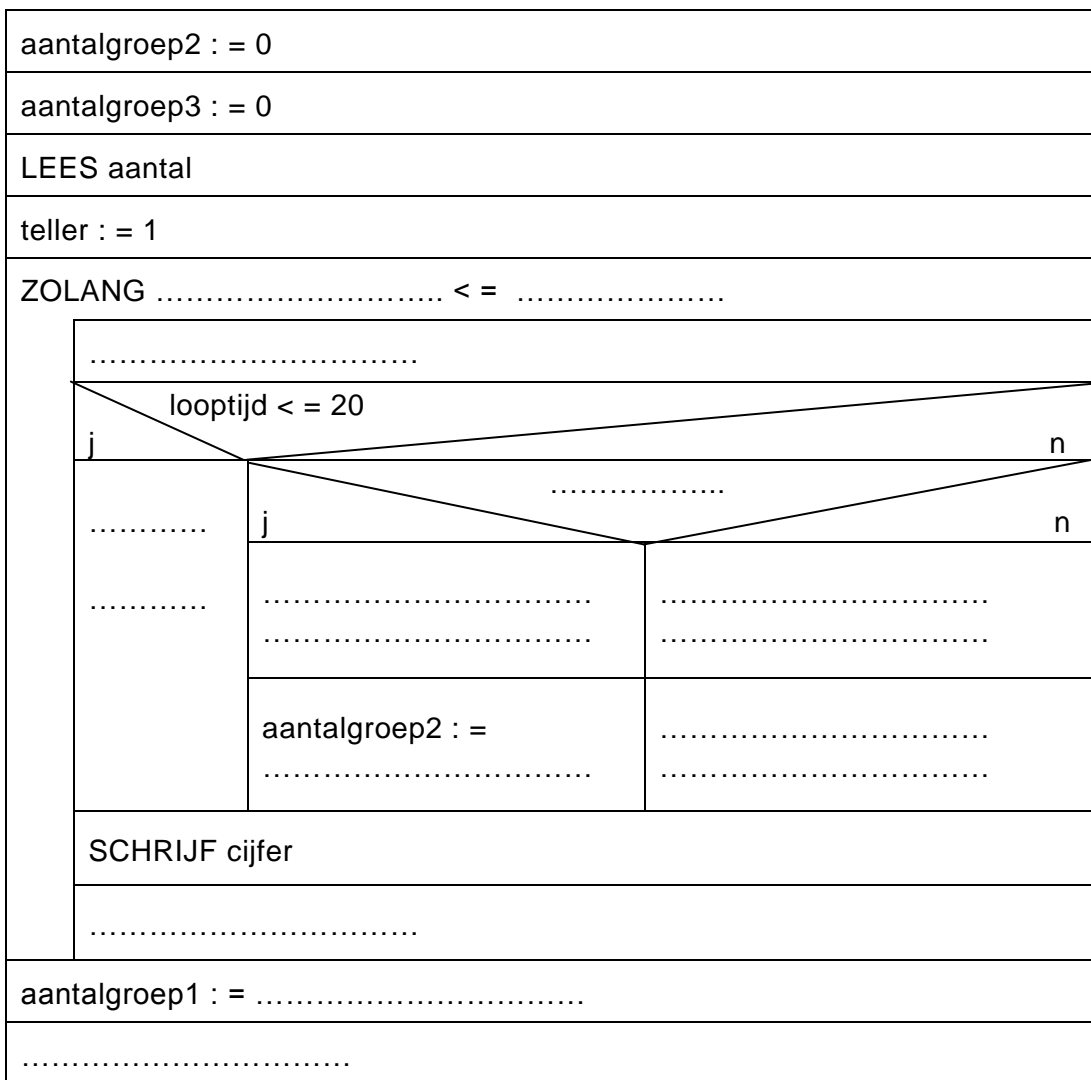 aantalgroep2 : = 0
aantalgroep3 : = 0
LEES aantal
teller : = 1
ZOLANG ……………………….. < = …………………
……………………………
looptijd < = 20
j n
……………...
j n
…………
…………………………… ……………………………
………… …………………………… ……………………………
aantalgroep2 : = ……………………………
…………………………… ……………………………
SCHRIJF cijfer
……………………………
aantalgroep1 : = ……………………………
……………………………